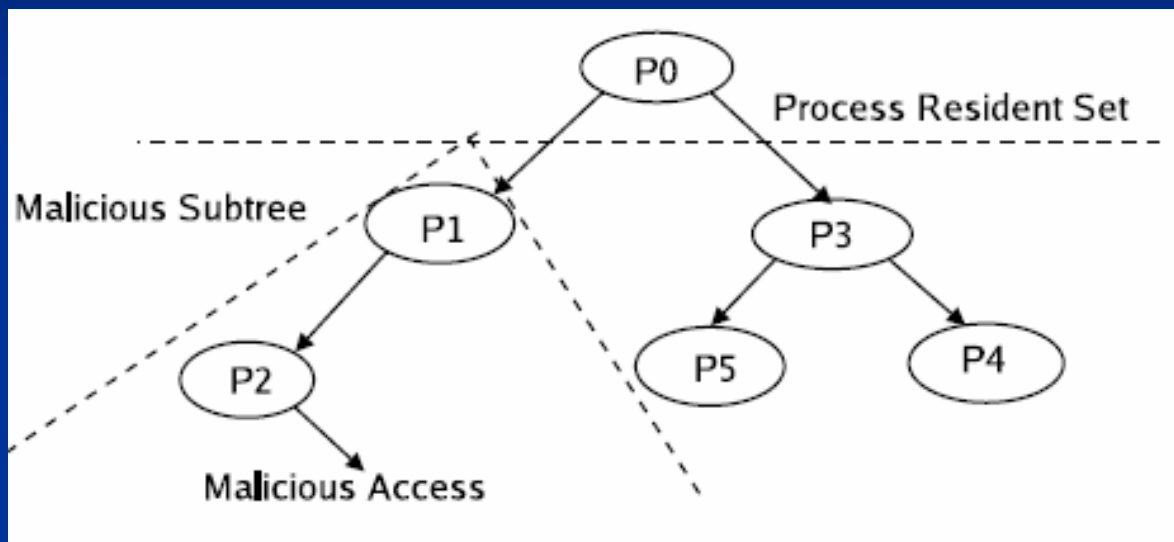 P0
Process Resident Set
Malicious Subtree
P1
P3
P2
P5
P4
Malicious Access